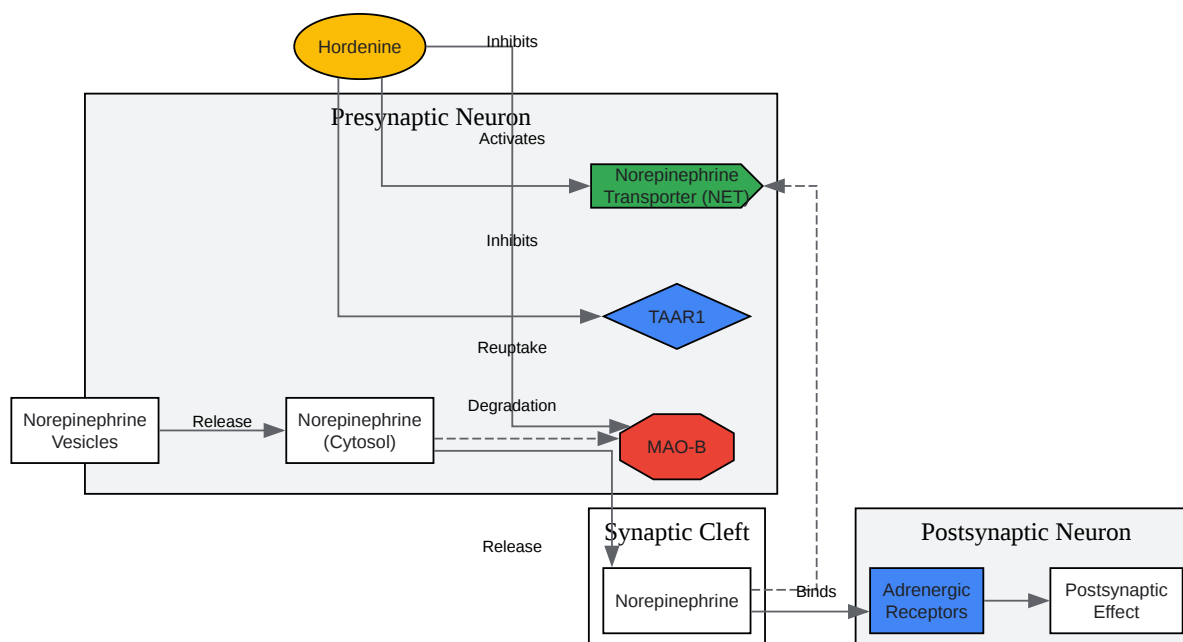 Hordenine
Inhibits
Presynaptic Neuron
Activates
Norepinephrine
Transporter (NET)
Inhibits
TAAR1
Reuptake
Degradation
Norepinephrine
Vesicles
Release
Norepinephrine
(Cytosol)
MAO-B
Release
Synaptic Cleft
Norepinephrine
Binds
Postsynaptic Neuron
Adrenergic
Receptors
Postsynaptic
Effect